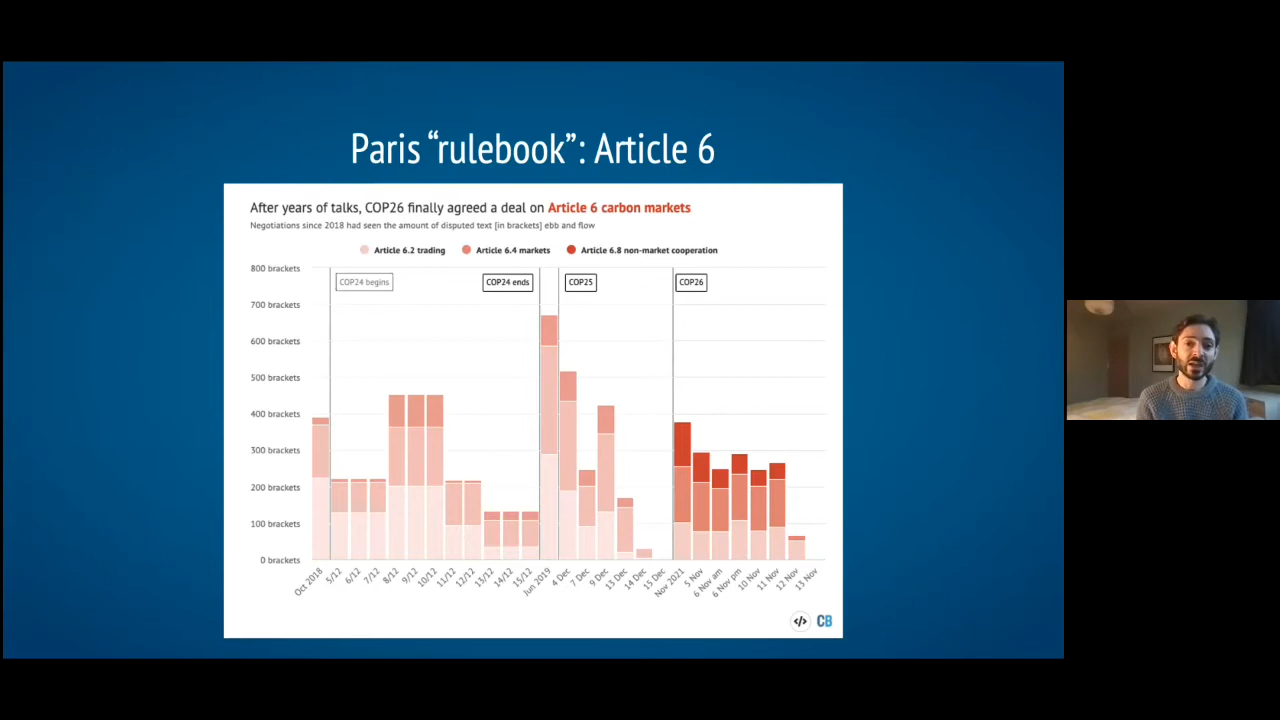 Paris “rulebook”: Article 6
After years of talks, COP26 finally agreed a deal on Article 6 carbon markets
Negotiations since 2018 had seen the amount of disputed text [in brackets] ebb and flow
Article 6.2 trading Article 6.4 markets Article 6.8 non-market cooperation
800 brackets
COP24 begins COP24 ends COP25 COP26
700 brackets
600 brackets
500 brackets
400 brackets
300 brackets
200 brackets
100 brackets
0 brackets
Oct 2018 5/12 6/12 7/12 8/12 9/12 10/12 11/12 12/12 13/12 14/12 15/12 Jun 2019 4 Dec 7 Dec 9 Dec 13 Dec 14 Dec 15 Dec Nov 2021 5 Nov 6 Nov am 6 Nov pm 10 Nov 11 Nov 12 Nov 13 Nov
</> CB